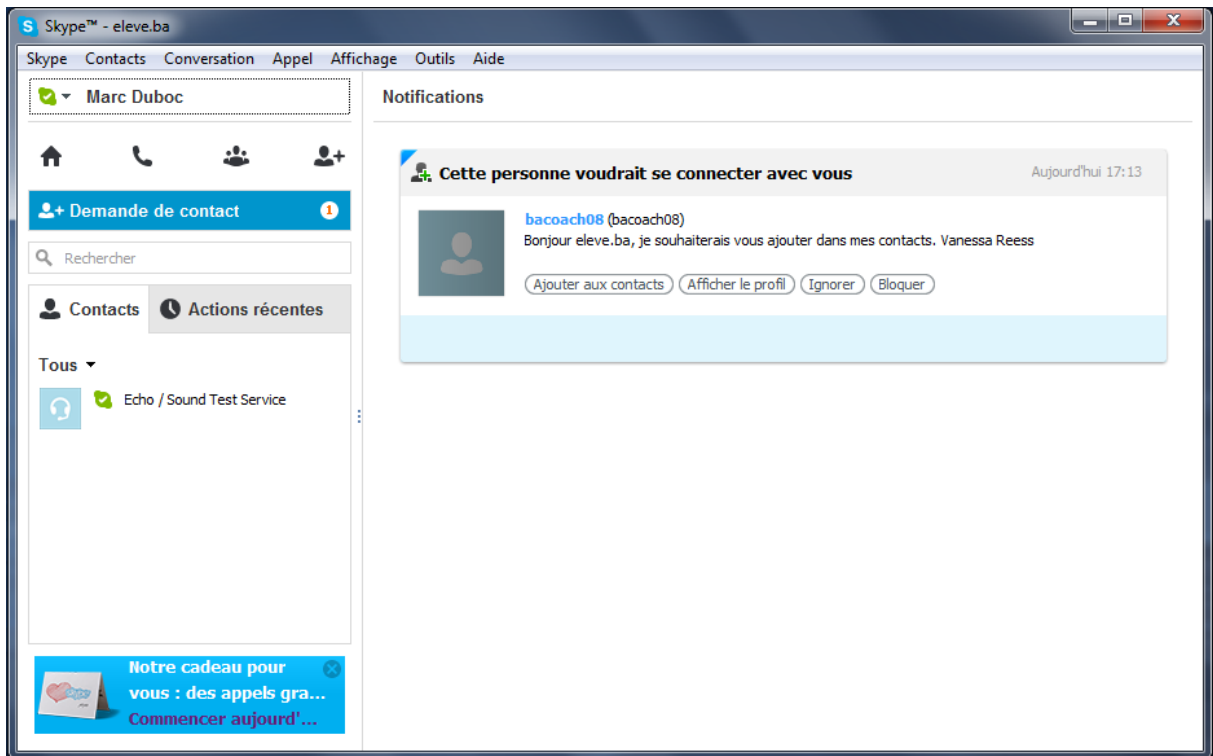 Skype™ - eleve.ba
Skype Contacts Conversation Appel Affichage Outils Aide
Marc Duboc
Demande de contact 1
Rechercher
Contacts Actions récentes
Tous
Echo / Sound Test Service
Notre cadeau pour
vous : des appels gra...
Commencer aujourd'...
Notifications
Cette personne voudrait se connecter avec vous Aujourd'hui 17:13
bacoach08 (bacoach08)
Bonjour eleve.ba, je souhaiterais vous ajouter dans mes contacts. Vanessa Reess
Ajouter aux contacts Afficher le profil Ignorer Bloquer